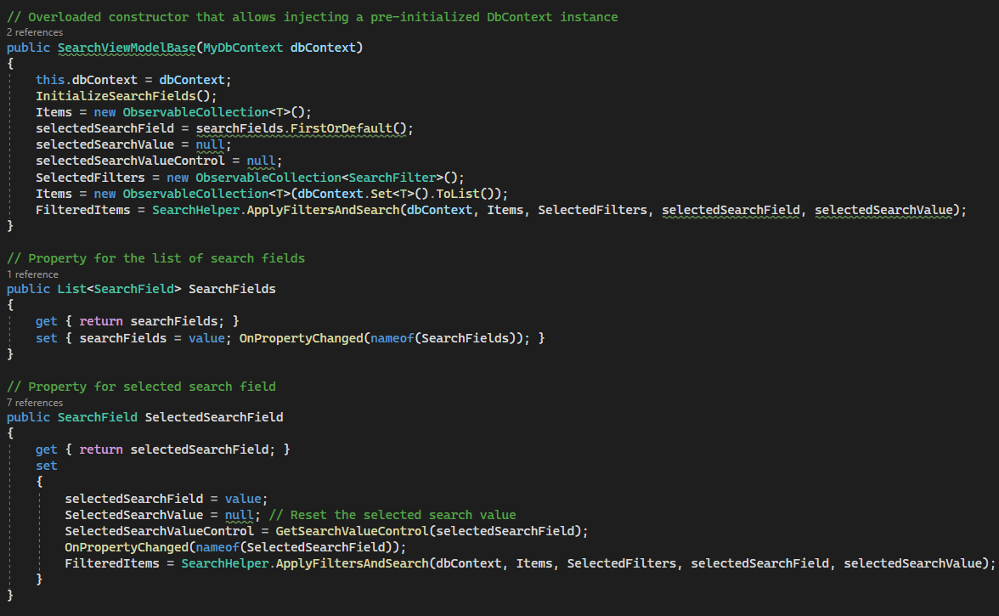 // Overloaded constructor that allows injecting a pre-initialized DbContext instance
2 references
public SearchViewModelBase(MyDbContext dbContext)
{
    this.dbContext = dbContext;
    InitializeSearchFields();
    Items = new ObservableCollection<T>();
    selectedSearchField = searchFields.FirstOrDefault();
    selectedSearchValue = null;
    selectedSearchValueControl = null;
    SelectedFilters = new ObservableCollection<SearchFilter>();
    Items = new ObservableCollection<T>(dbContext.Set<T>().ToList());
    FilteredItems = SearchHelper.ApplyFiltersAndSearch(dbContext, Items, SelectedFilters, selectedSearchField, selectedSearchValue);
}
// Property for the list of search fields
1 reference
public List<SearchField> SearchFields
{
    get { return searchFields; }
    set { searchFields = value; OnPropertyChanged(nameof(SearchFields)); }
}
// Property for selected search field
7 references
public SearchField SelectedSearchField
{
    get { return selectedSearchField; }
    set
    {
        selectedSearchField = value;
        SelectedSearchValue = null; // Reset the selected search value
        SelectedSearchValueControl = GetSearchValueControl(selectedSearchField);
        OnPropertyChanged(nameof(SelectedSearchField));
        FilteredItems = SearchHelper.ApplyFiltersAndSearch(dbContext, Items, SelectedFilters, selectedSearchField, selectedSearchValue);
    }
}